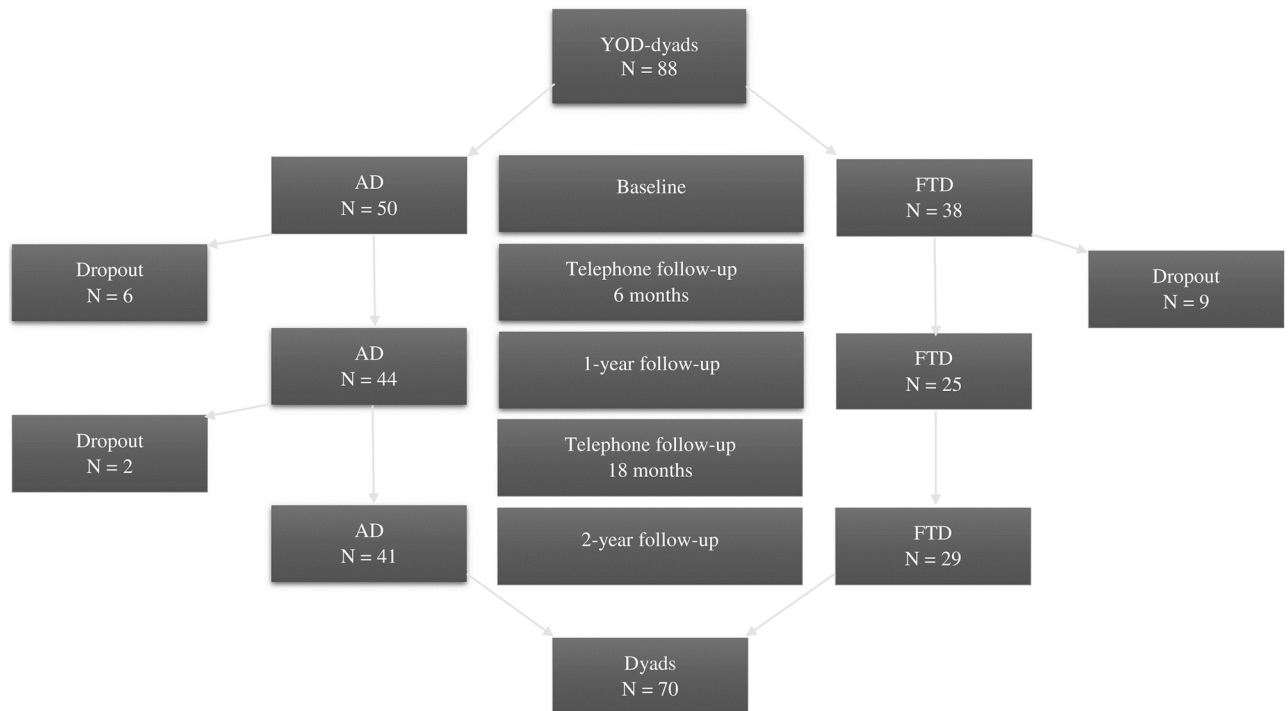 YOD-dyads
N = 88
AD
N = 50
Baseline
FTD
N = 38
Dropout
N = 6
Telephone follow-up
6 months
Dropout
N = 9
AD
N = 44
1-year follow-up
FTD
N = 25
Dropout
N = 2
Telephone follow-up
18 months
AD
N = 41
2-year follow-up
FTD
N = 29
Dyads
N = 70